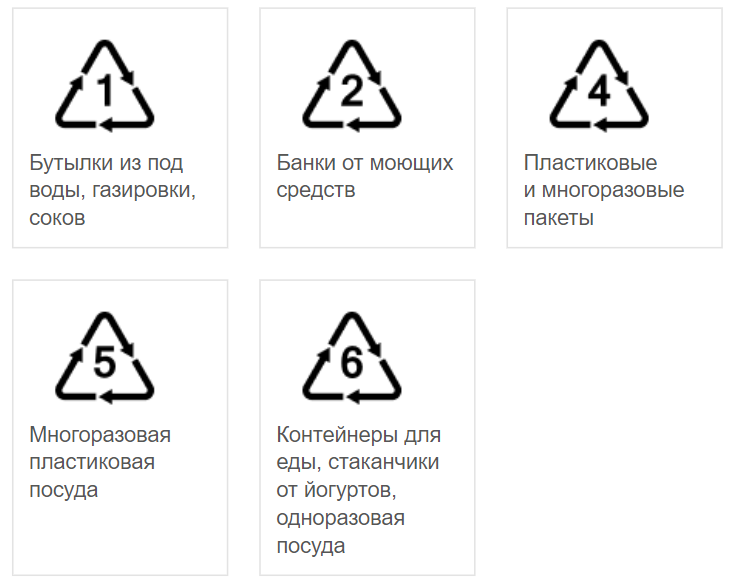 1
Бутылки из под
воды, газировки,
соков
2
Банки от моющих
средств
4
Пластиковые
и многоразовые
пакеты
5
Многоразовая
пластиковая
посуда
6
Контейнеры для
еды, стаканчики
от йогуртов,
одноразовая
посуда